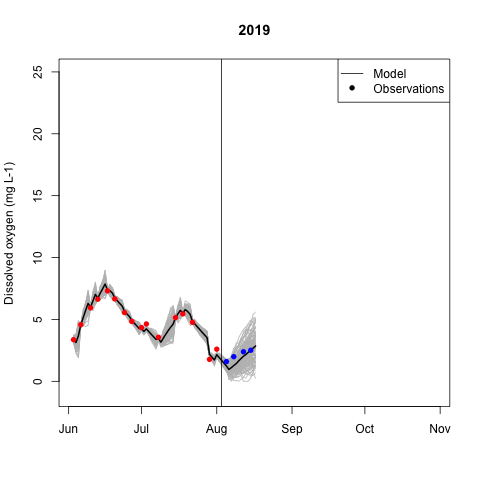 2019
Model
Observations
Dissolved oxygen (mg L-1)
25
20
15
10
5
0
Jun Jul Aug Sep Oct Nov